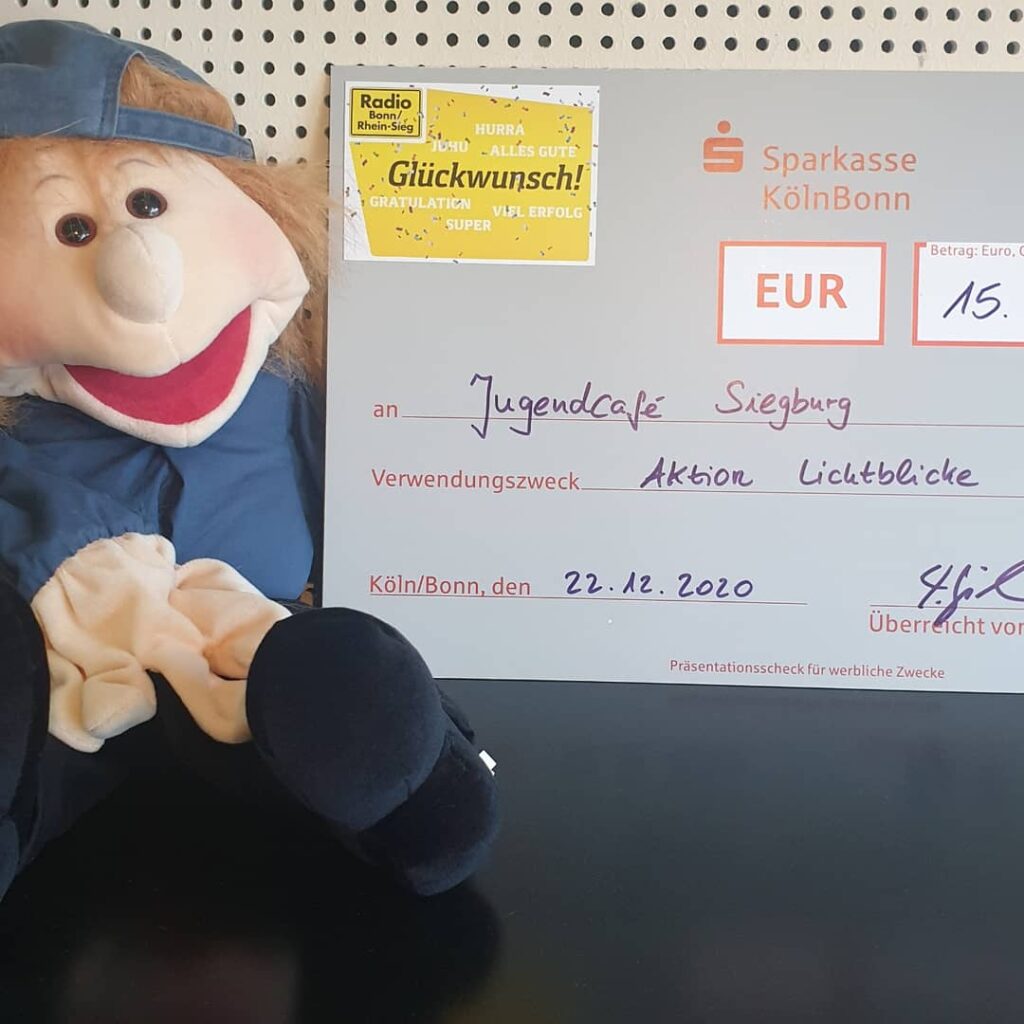 Radio
Bonn/
Rhein-Sieg
HURRA
JUHU ALLES GUTE
Glückwunsch!
GRATULATION VIEL ERFOLG
SUPER
Sparkasse
KölnBonn
EUR
Betrag: Euro,
15.
an Jugendcafé Siegburg
Verwendungszweck Aktion Lichtblicke
Köln/Bonn, den 22.12.2020
Überreicht
Präsentationsscheck für werbliche Zwecke